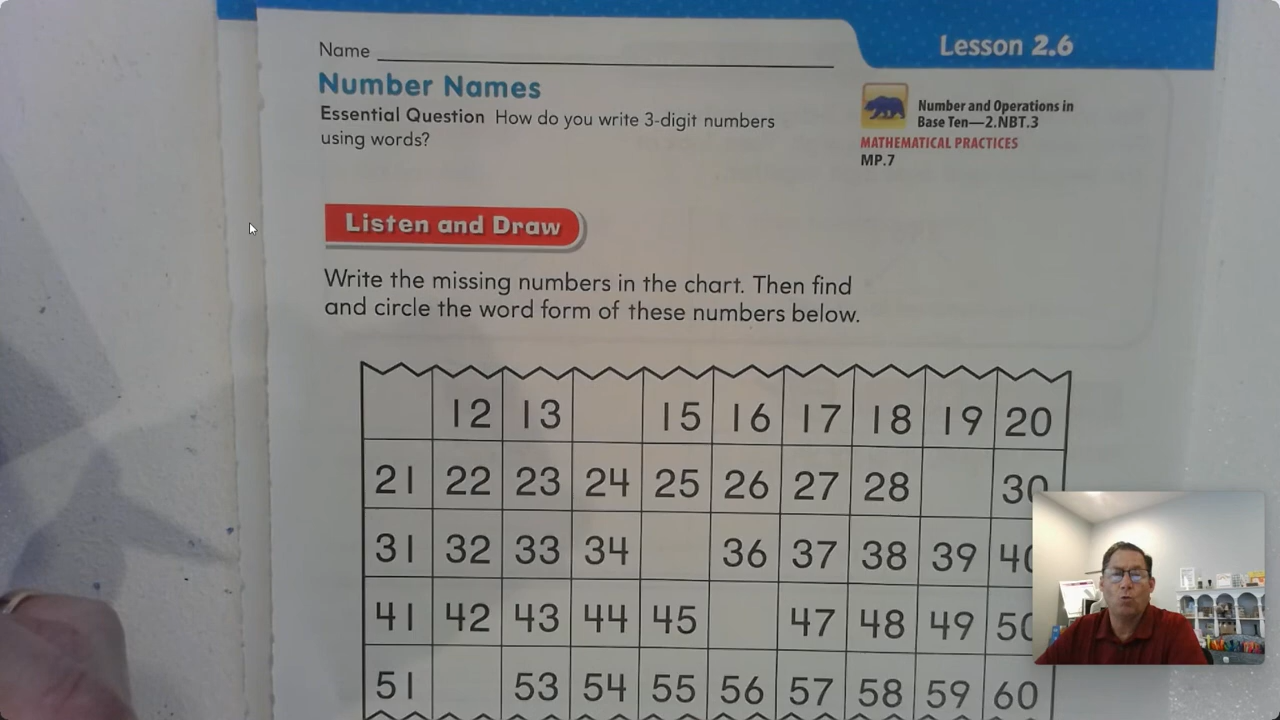 Lesson 2.6
Name
Number Names
Essential Question How do you write 3-digit numbers
using words?
Number and Operations in
Base Ten—2.NBT.3
MATHEMATICAL PRACTICES
MP.7
Listen and Draw
Write the missing numbers in the chart. Then find
and circle the word form of these numbers below.
12 13 15 16 17 18 19 20
21 22 23 24 25 26 27 28 30
31 32 33 34 36 37 38 39 40
41 42 43 44 45 47 48 49 50
51 53 54 55 56 57 58 59 60